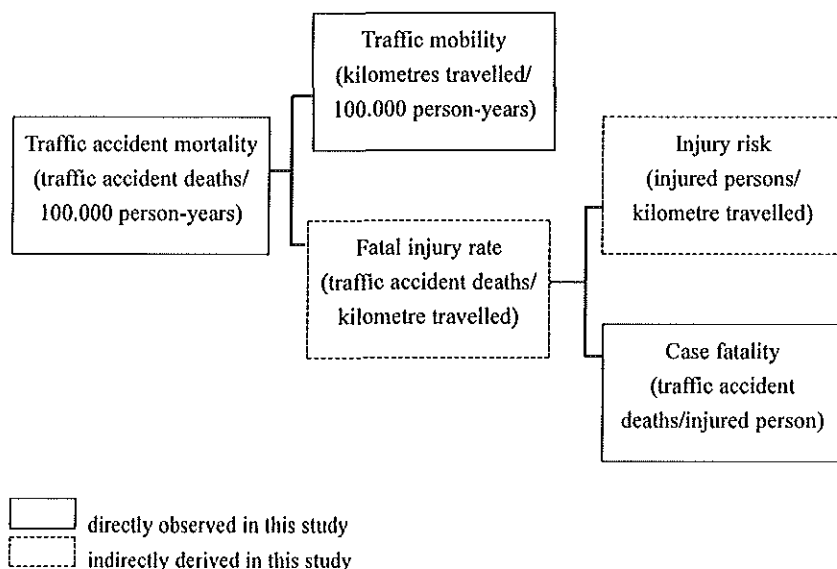 Traffic mobility
(kilometres travelled/
100.000 person-years)
Traffic accident mortality
(traffic accident deaths/
100.000 person-years)
Fatal injury rate
(traffic accident deaths/
kilometre travelled)
Injury risk
(injured persons/
kilometre travelled)
Case fatality
(traffic accident
deaths/injured person)
directly observed in this study
indirectly derived in this study